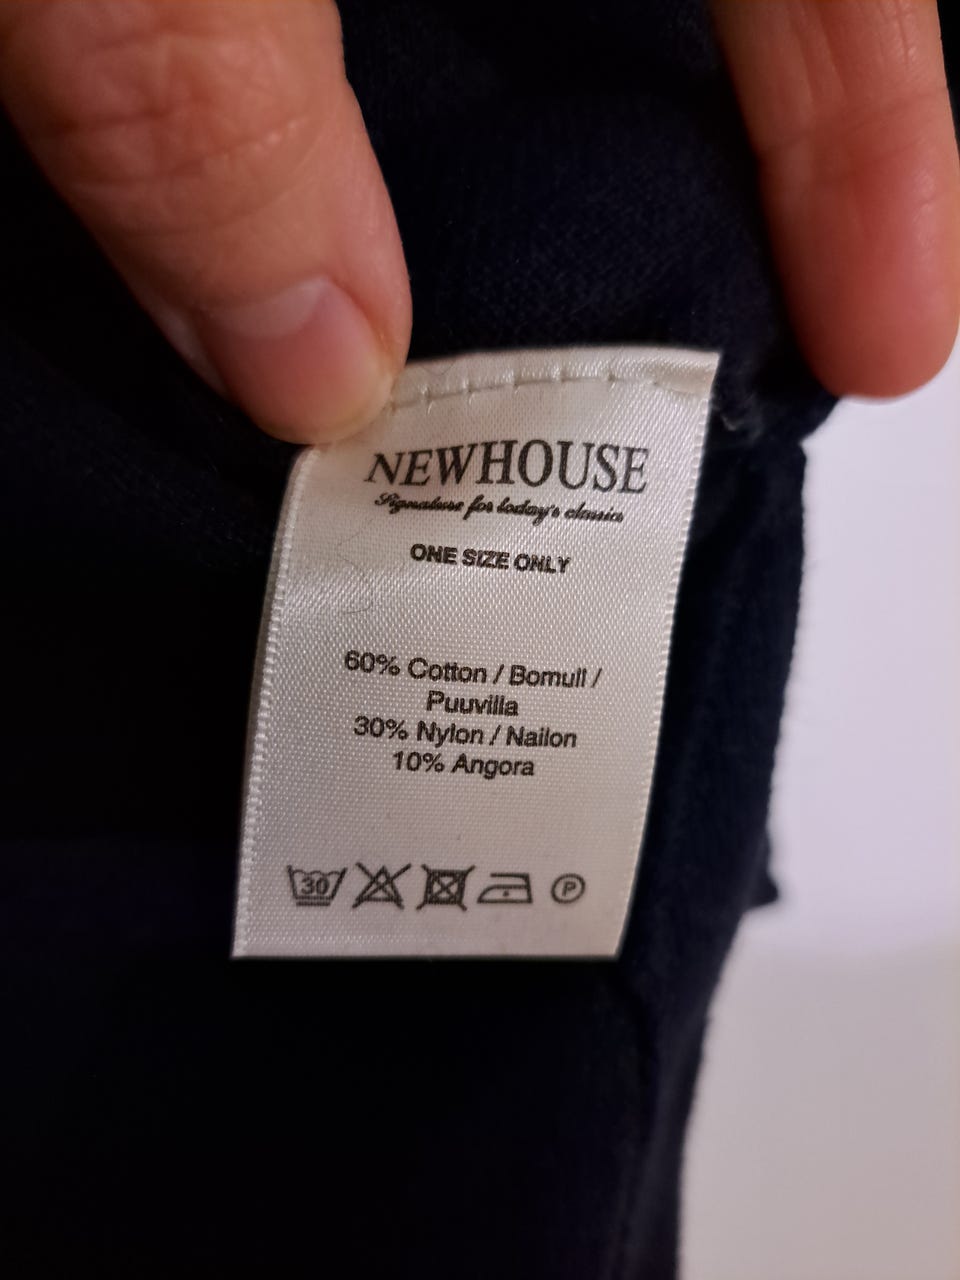 NEWHOUSE
Signature for today's classics
ONE SIZE ONLY
60% Cotton / Bomull /
Puuvilla
30% Nylon / Nailon
10% Angora
30 P